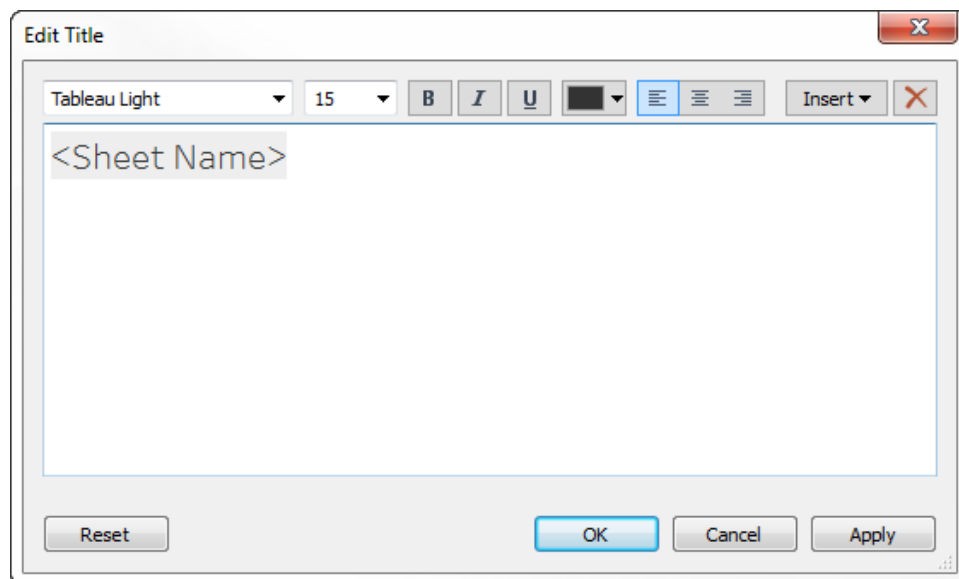 Edit Title
Tableau Light 15 B I U Insert
<Sheet Name>
Reset OK Cancel Apply